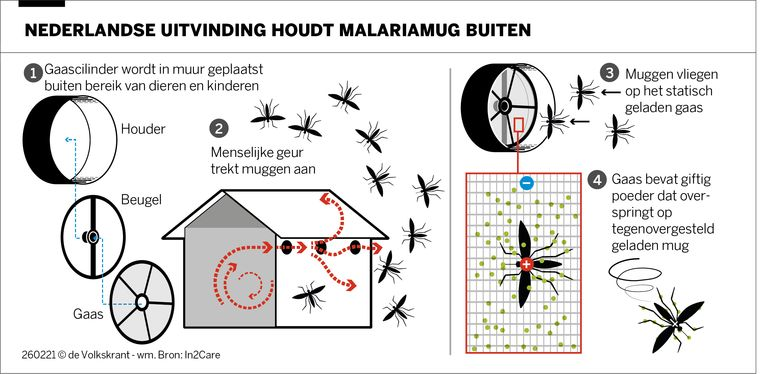 NEDERLANDSE UITVINDING HOUDT MALARIAMUG BUITEN
1 Gaascilinder wordt in muur geplaatst
buiten bereik van dieren en kinderen
Houder
Beugel
Gaas
2
Menselijke geur
trekt muggen aan
3 Muggen vliegen
op het statisch
geladen gaas
−
+
4 Gaas bevat giftig
poeder dat over-
springt op
tegenovergesteld
geladen mug
260221 © de Volkskrant - wm. Bron: In2Care